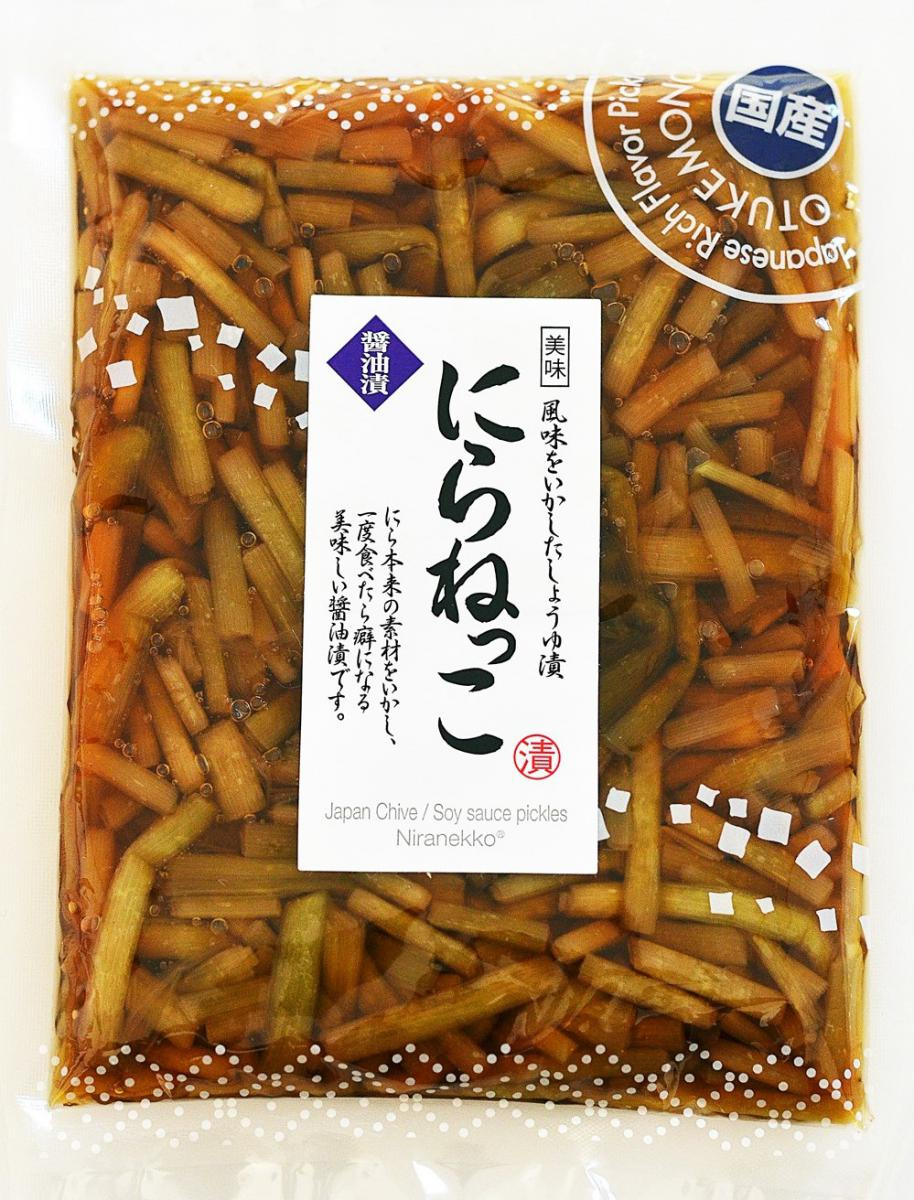 国産
OTUKEMONO
Japanese Rich Flavor Pick
美味
風味をいかしたしょうゆ漬
醤油漬
にらねっこ
漬
にら本来の素材をいかし、
一度食べたら癖になる
美味しい醤油漬です。
Japan Chive / Soy sauce pickles
Niranekko®